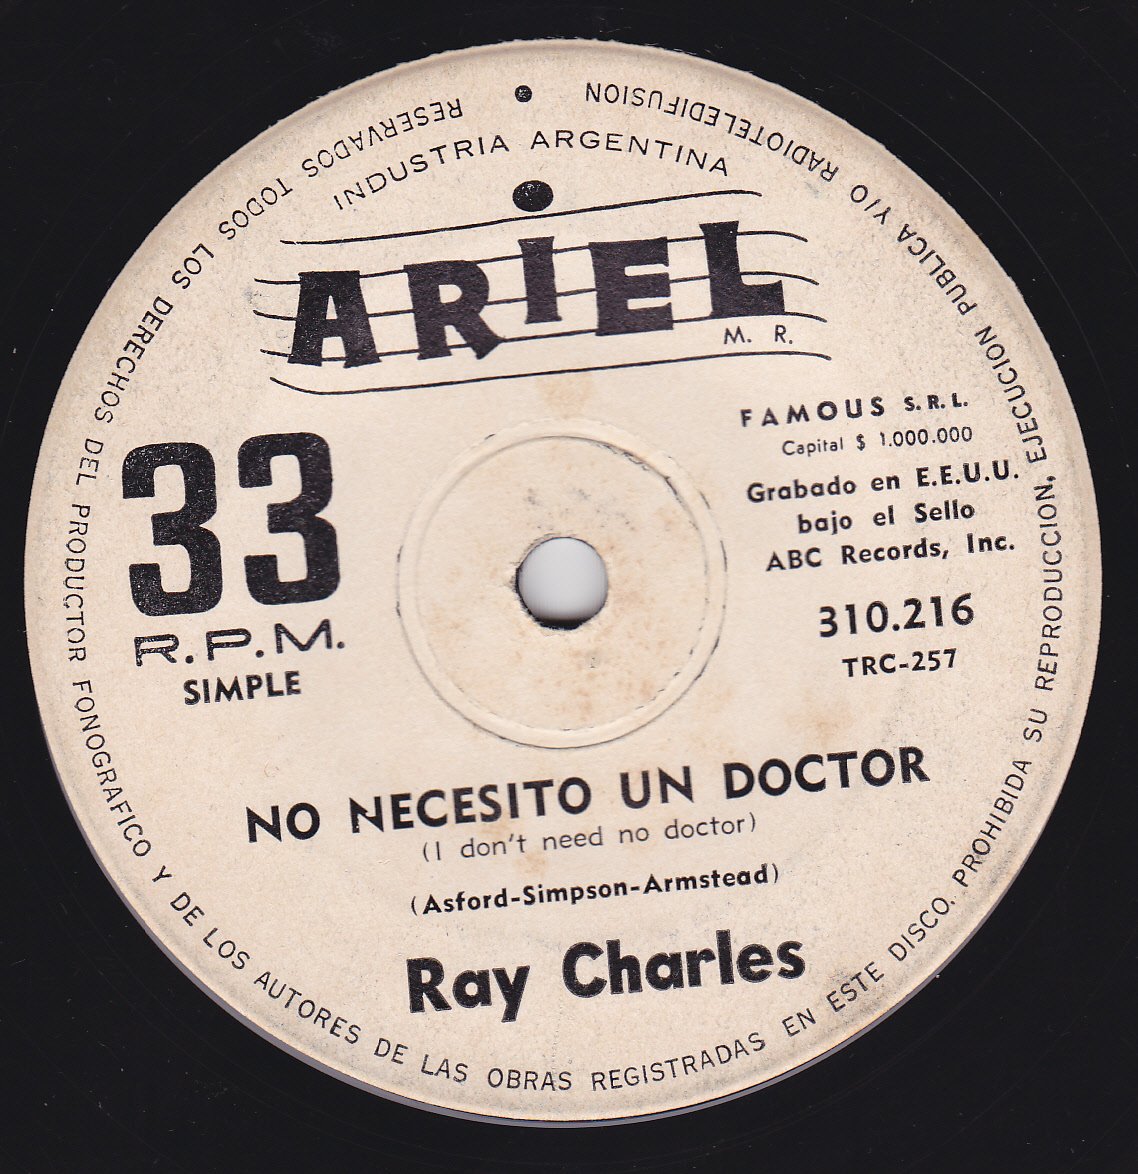 RESERVADOS TODOS LOS DERECHOS DEL PRODUCTOR FONOGRAFICO Y DE LOS AUTORES DE LAS OBRAS REGISTRADAS EN ESTE DISCO. PROHIBIDA SU REPRODUCCION, EJECUCION PUBLICA Y/O RADIOTELEDIFUSION •
INDUSTRIA ARGENTINA
ARIEL
M. R.
FAMOUS S.R.L.
Capital $ 1.000.000
Grabado en E.E.U.U.
bajo el Sello
ABC Records, Inc.
310.216
TRC-257
33
R.P.M.
SIMPLE
NO NECESITO UN DOCTOR
(I don't need no doctor)
(Asford-Simpson-Armstead)
Ray Charles